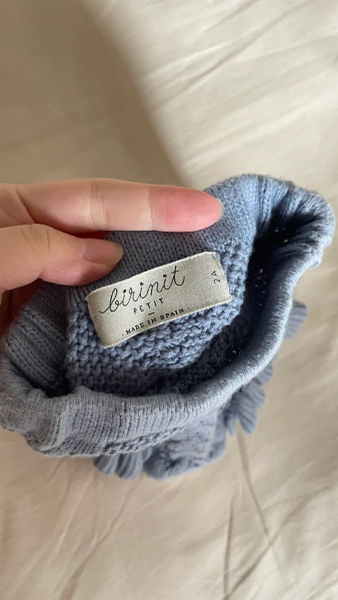 birinit
PETIT
· MADE IN SPAIN ·
2A